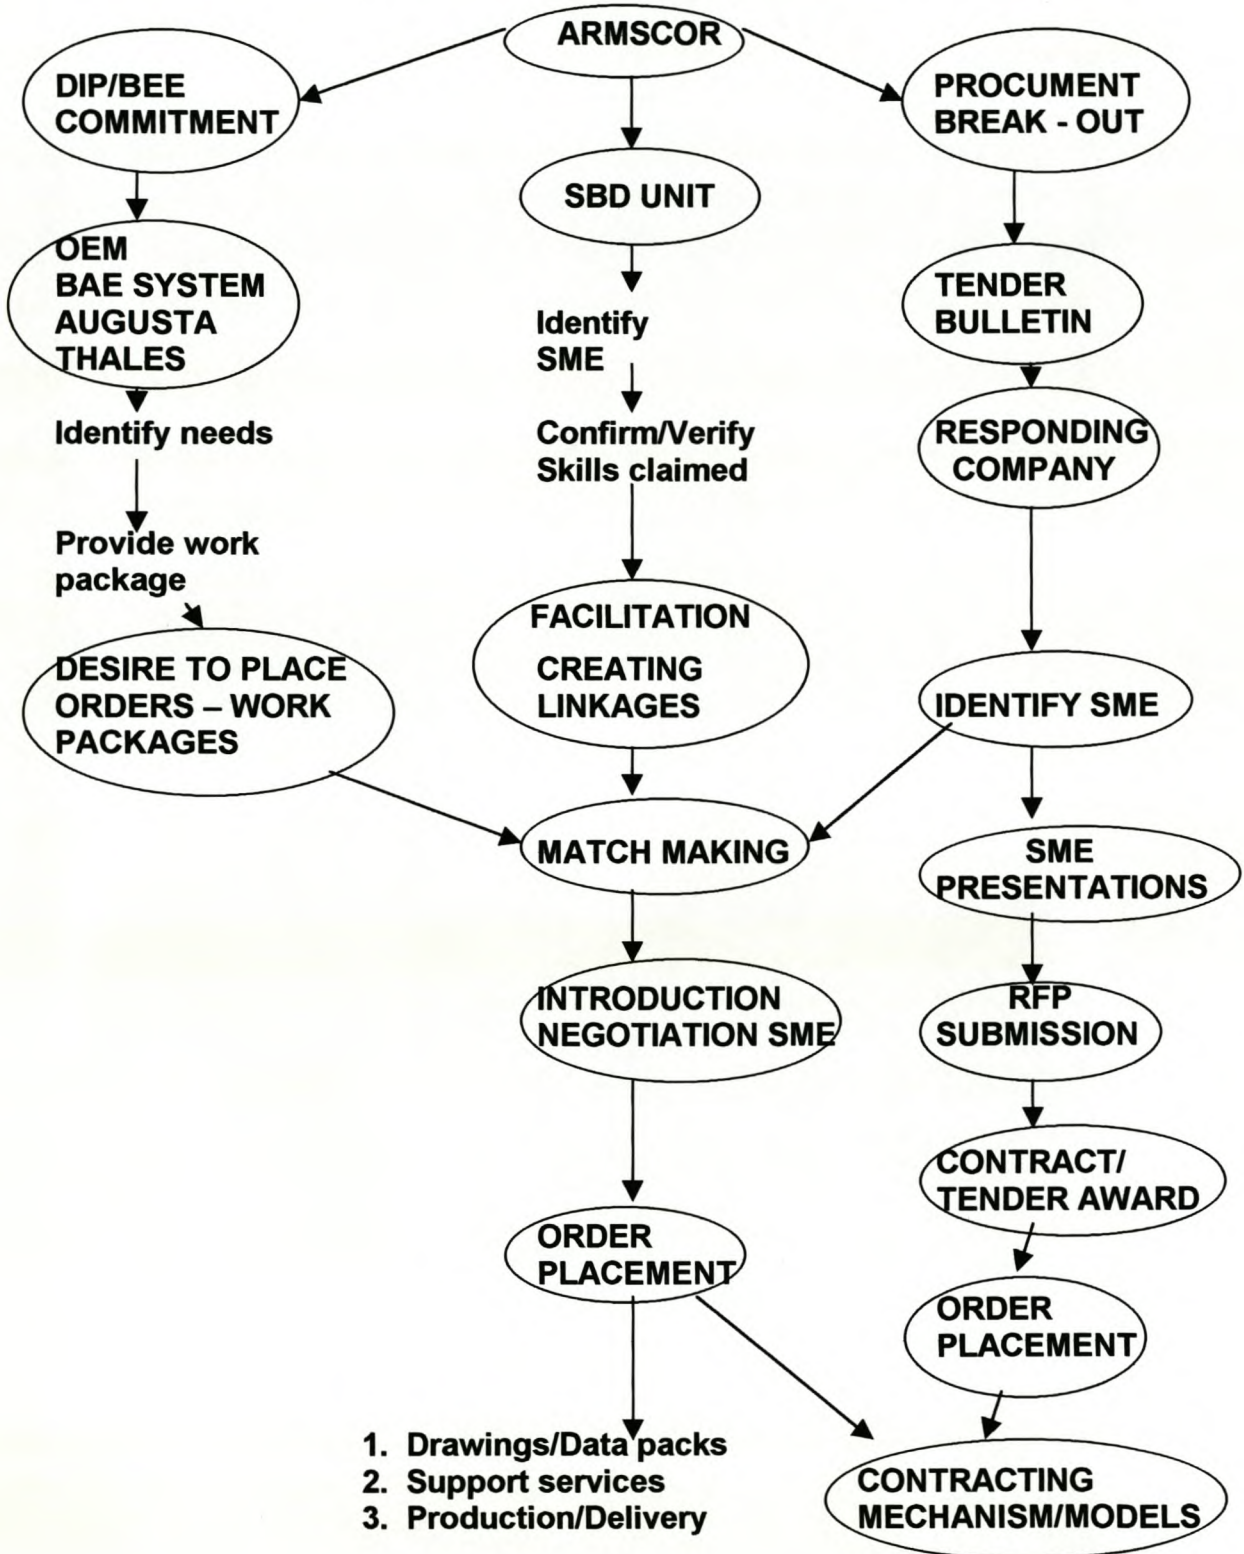 ARMSCOR
DIP/BEE
COMMITMENT
PROCUMENT
BREAK - OUT
SBD UNIT
OEM
BAE SYSTEM
AUGUSTA
THALES
TENDER
BULLETIN
Identify
SME
Identify needs
Confirm/Verify
Skills claimed
RESPONDING
COMPANY
Provide work
package
FACILITATION
CREATING
LINKAGES
DESIRE TO PLACE
ORDERS – WORK
PACKAGES
IDENTIFY SME
MATCH MAKING
SME
PRESENTATIONS
INTRODUCTION
NEGOTIATION SME
RFP
SUBMISSION
CONTRACT/
TENDER AWARD
ORDER
PLACEMENT
ORDER
PLACEMENT
1. Drawings/Data packs
2. Support services
3. Production/Delivery
CONTRACTING
MECHANISM/MODELS